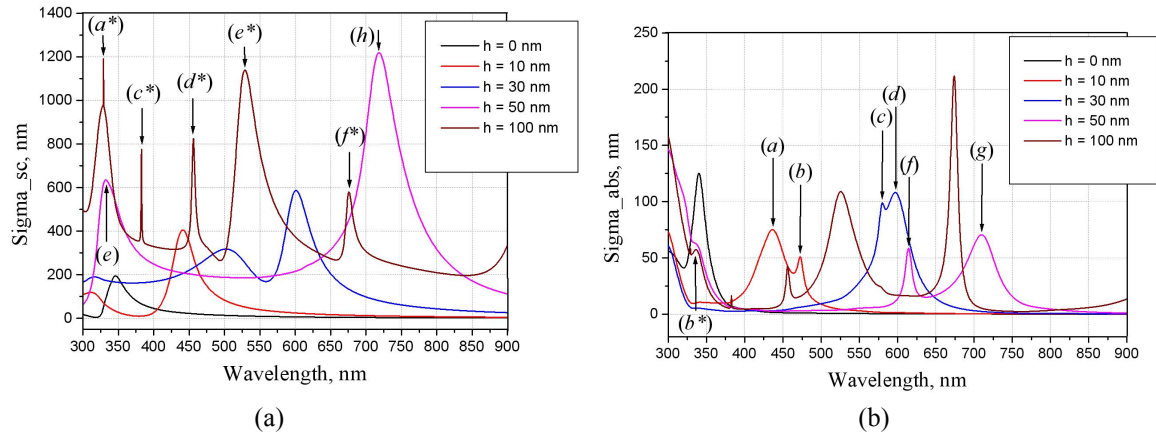 1400
1200
1000
800
600
400
200
0
Sigma_sc, nm
300 350 400 450 500 550 600 650 700 750 800 850 900
Wavelength, nm
(a*)
(c*)
(d*)
(e*)
(f*)
(h)
(e)
h = 0 nm
h = 10 nm
h = 30 nm
h = 50 nm
h = 100 nm
(a)
250
200
150
100
50
0
Sigma_abs, nm
300 350 400 450 500 550 600 650 700 750 800 850 900
Wavelength, nm
(a)
(b)
(c)
(d)
(f)
(g)
(b*)
h = 0 nm
h = 10 nm
h = 30 nm
h = 50 nm
h = 100 nm
(b)